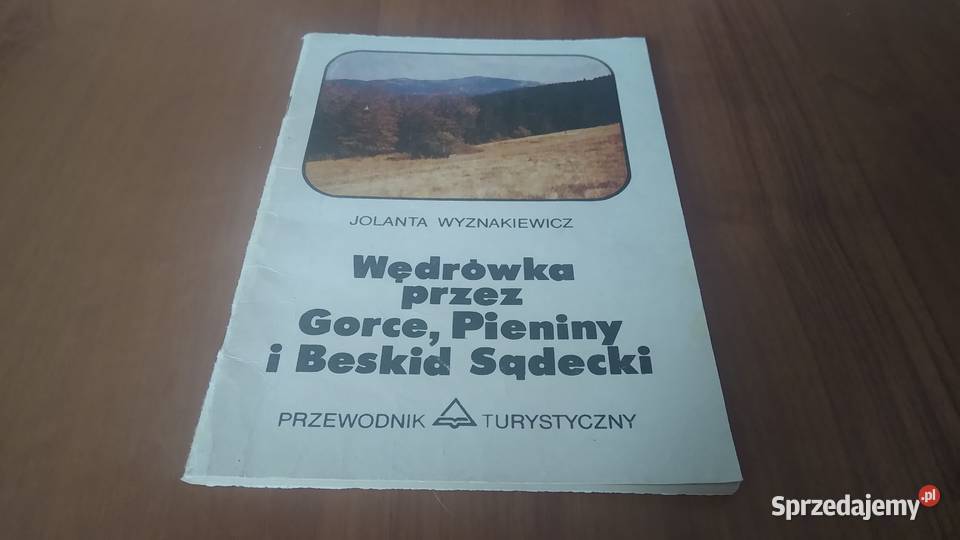 JOLANTA WYZNAKIEWICZ
Wędrówka
przez
Gorce, Pieniny
i Beskid Sądecki
PRZEWODNIK TURYSTYCZNY
Sprzedajemy.pl